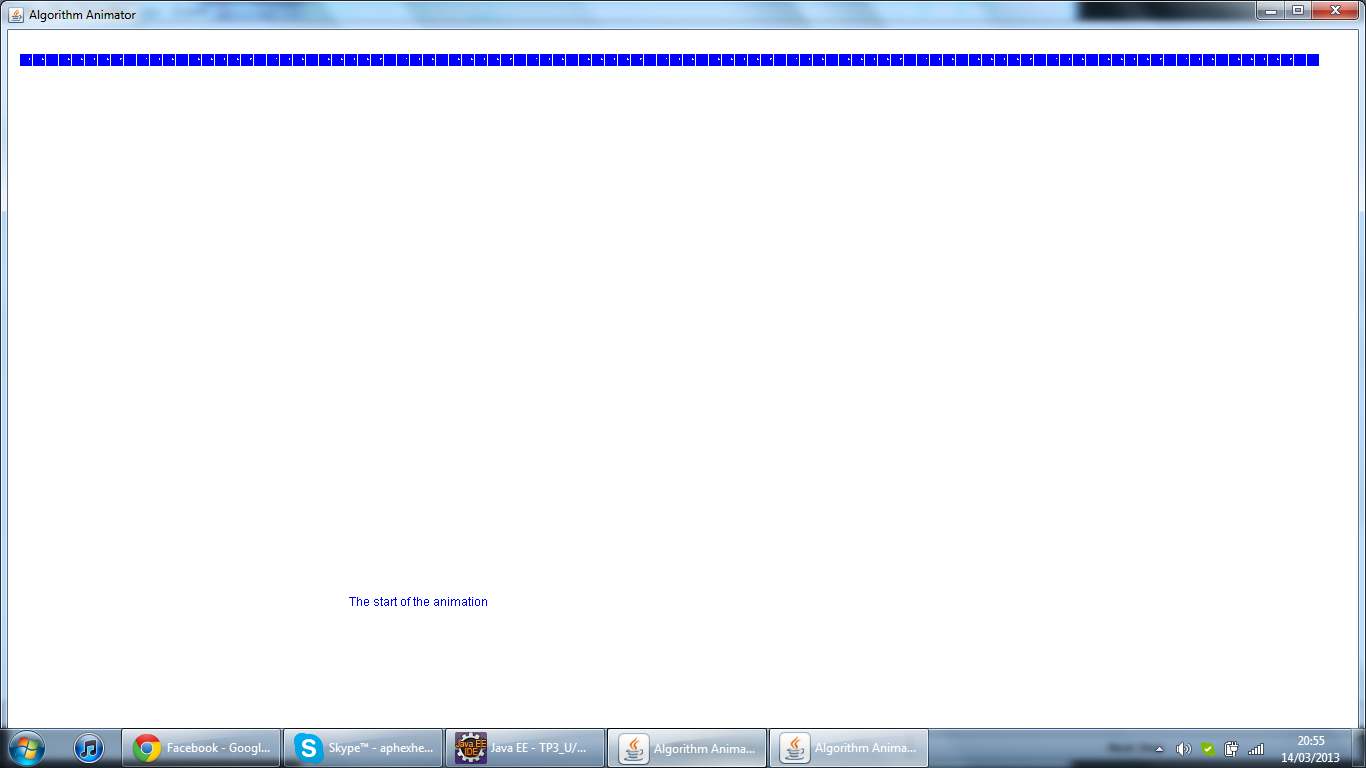 Algorithm Animator
The start of the animation
Facebook - Googl...
Skype™ - aphexhe...
Java EE - TP3_U/...
Algorithm Anima...
Algorithm Anima...
20:55
14/03/2013